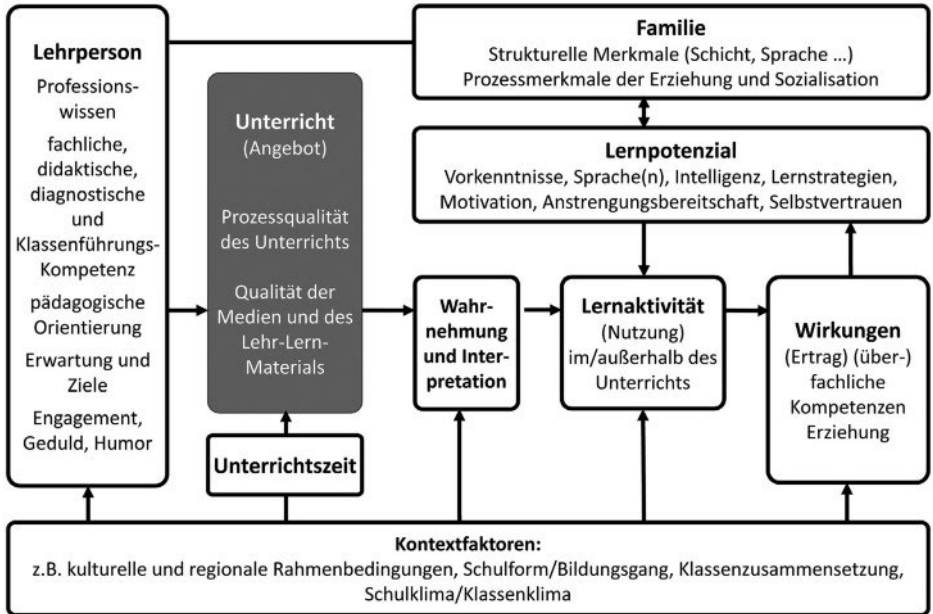 Lehrperson
Professions-
wissen
fachliche,
didaktische,
diagnostische
und
Klassenführungs-
Kompetenz
pädagogische
Orientierung
Erwartung und
Ziele
Engagement,
Geduld, Humor
Familie
Strukturelle Merkmale (Schicht, Sprache ...)
Prozessmerkmale der Erziehung und Sozialisation
Unterricht
(Angebot)
Prozessqualität
des Unterrichts
Qualität der
Medien und des
Lehr-Lern-
Materials
Lernpotenzial
Vorkenntnisse, Sprache(n), Intelligenz, Lernstrategien,
Motivation, Anstrengungsbereitschaft, Selbstvertrauen
Wahr-
nehmung
und Inter-
pretation
Lernaktivität
(Nutzung)
im/außerhalb des
Unterrichts
Wirkungen
(Ertrag) (über-)
fachliche
Kompetenzen
Erziehung
Unterrichtszeit
Kontextfaktoren:
z.B. kulturelle und regionale Rahmenbedingungen, Schulform/Bildungsgang, Klassenzusammensetzung,
Schulklima/Klassenklima